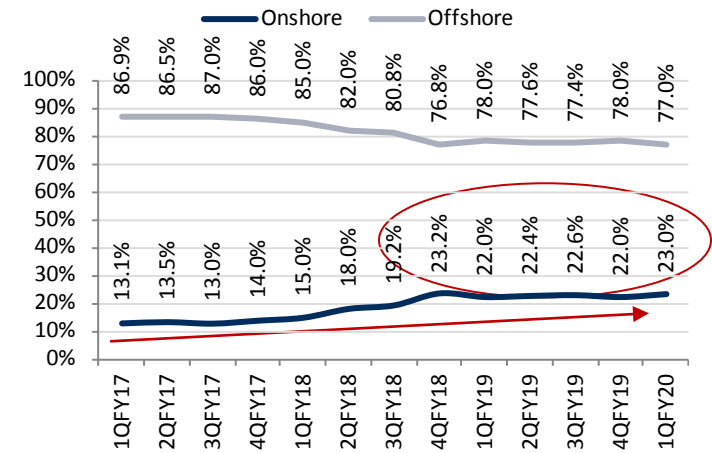 Onshore Offshore
86.9% 86.5% 87.0% 86.0% 85.0% 82.0% 80.8% 76.8% 78.0% 77.6% 77.4% 78.0% 77.0%
100%
90%
80%
70%
60%
50%
40%
30%
20%
10%
0%
13.1% 13.5% 13.0% 14.0% 15.0% 18.0% 19.2% 23.2% 22.0% 22.4% 22.6% 22.0% 23.0%
1QFY17 2QFY17 3QFY17 4QFY17 1QFY18 2QFY18 3QFY18 4QFY18 1QFY19 2QFY19 3QFY19 4QFY19 1QFY20